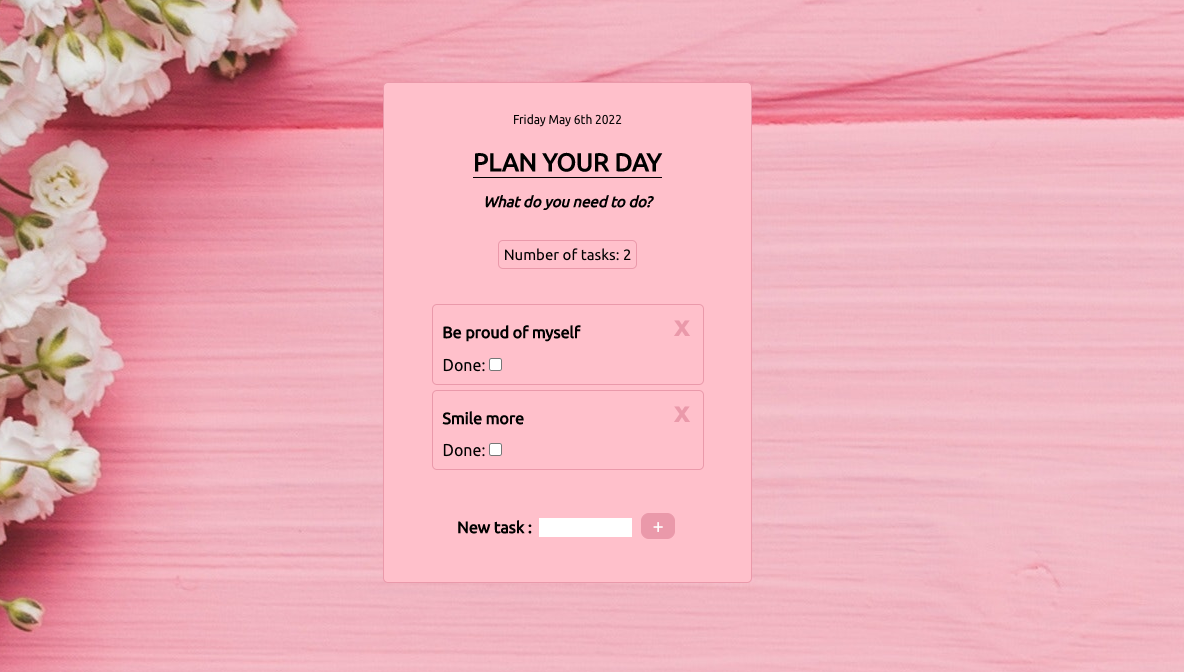 Friday May 6th 2022
PLAN YOUR DAY
What do you need to do?
Number of tasks: 2
Be proud of myself
X
Done:
Smile more
X
Done:
New task :
+